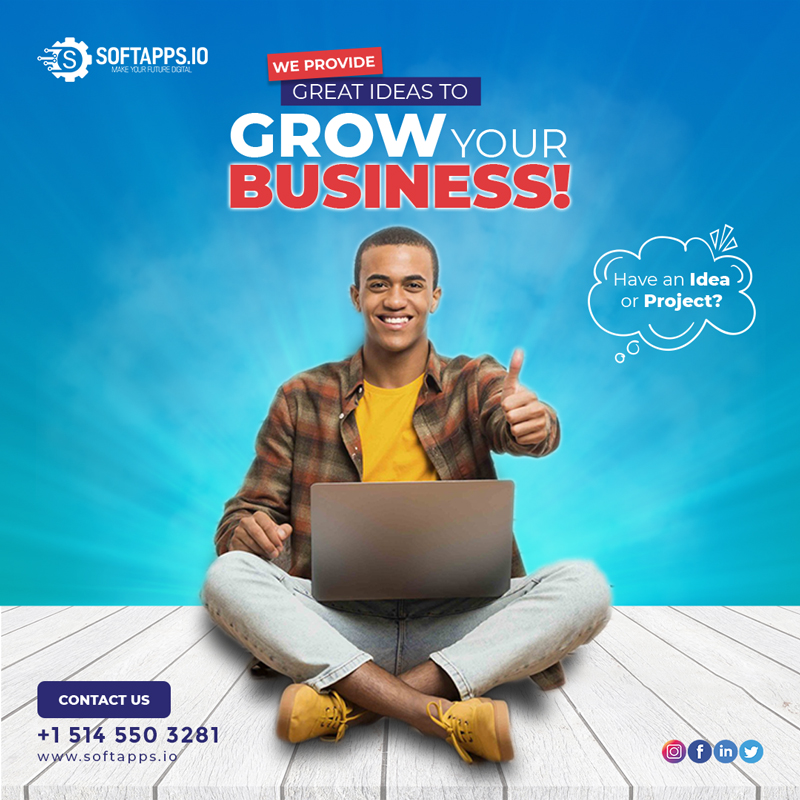 S SOFTAPPS.IO
MAKE YOUR FUTURE DIGITAL
WE PROVIDE
GREAT IDEAS TO
GROW YOUR
BUSINESS!
Have an Idea
or Project?
CONTACT US
+1 514 550 3281
www.softapps.io